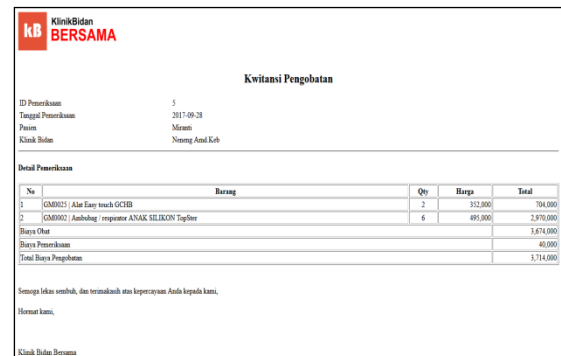 kB KlinikBidan
BERSAMA
Kwitansi Pengobatan
ID Pemeriksaan 5
Tanggal Pemeriksaan 2017-09-28
Pasien Miranti
Klinik Bidan Neneng Amd.Keb
Detail Pemeriksaan
No Barang Qty Harga Total
1 GM0025 | Alat Easy touch GCHB 2 352,000 704,000
2 GM0002 | Ambubag / respirator ANAK SILIKON TopSter 6 495,000 2,970,000
Biaya Obat 3,674,000
Biaya Pemeriksaan 40,000
Total Biaya Pengobatan 3,714,000
Semoga lekas sembuh, dan terimakasih atas kepercayaan Anda kepada kami,
Hormat kami,
Klinik Bidan Bersama